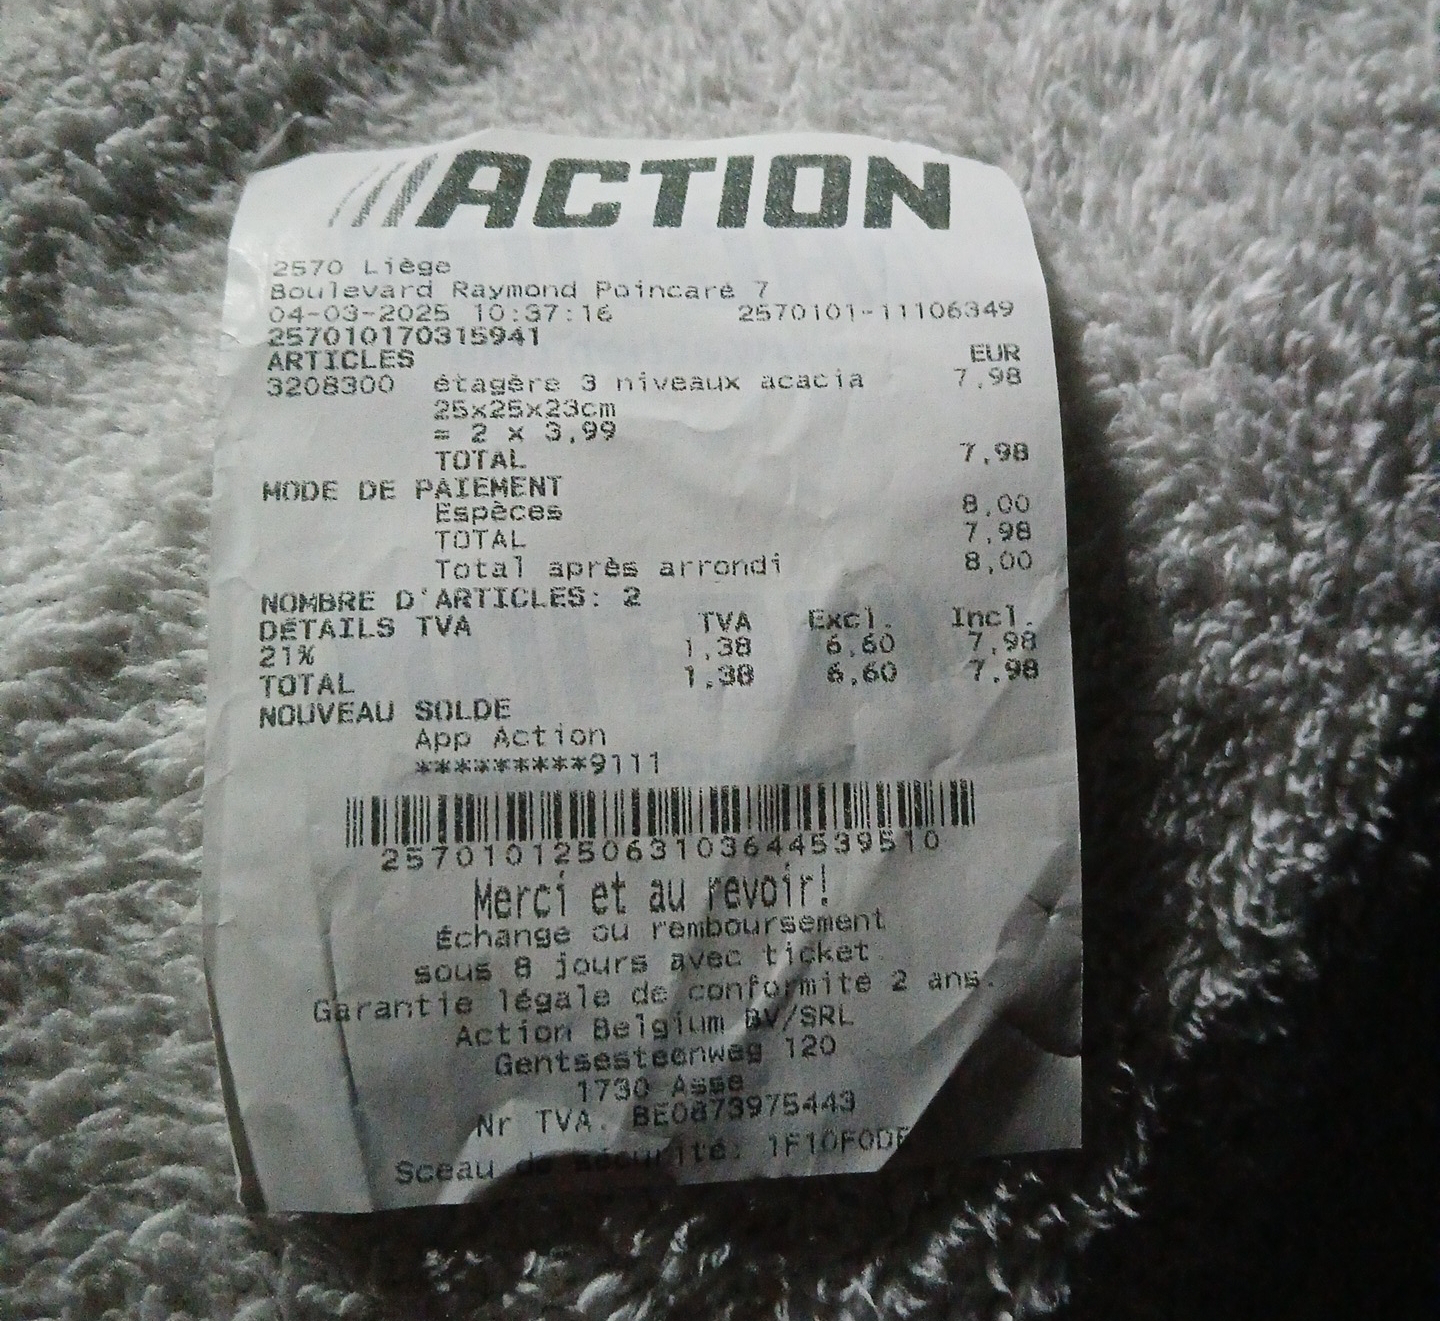 ACTION
2570 Liège
Boulevard Raymond Poincaré 7
04-03-2025 10:37:16 2570101-11106349
257010170315941
ARTICLES EUR
3208300 étagère 3 niveaux acacia 7,98
25x25x23cm
= 2 x 3,99
TOTAL 7,98
MODE DE PAIEMENT
Espèces 8,00
TOTAL 7,98
Total après arrondi 8,00
NOMBRE D'ARTICLES: 2
DÉTAILS TVA TVA Excl. Incl.
21% 1,38 6,60 7,98
TOTAL 1,38 6,60 7,98
NOUVEAU SOLDE
App Action
*********9111
257010125063103644539510
Merci et au revoir!
Échange ou remboursement
sous 8 jours avec ticket
Garantie légale de conformité 2 ans.
Action Belgium BV/SRL
Gentsesteenweg 120
1730 Asse
Nr TVA. BE0873975443
Sceau de sécurité: